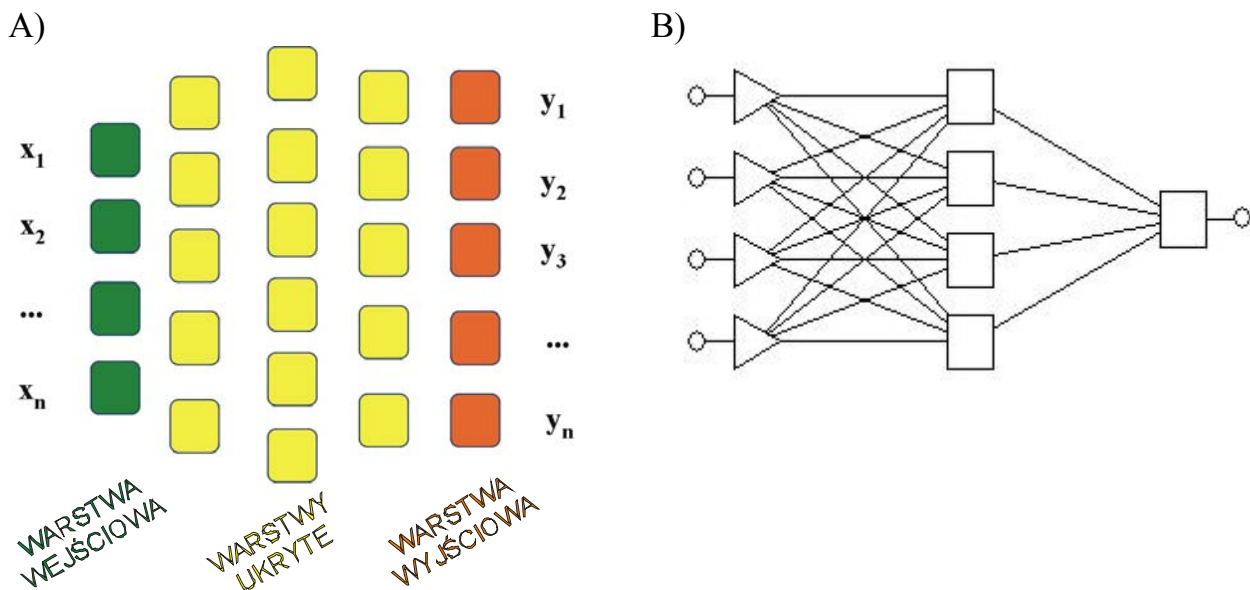 A)
B)
x1
x2
...
xn
y1
y2
y3
...
yn
WARSTWA
WEJŚCIOWA
WARSTWY
UKRYTE
WARSTWA
WYJŚCIOWA